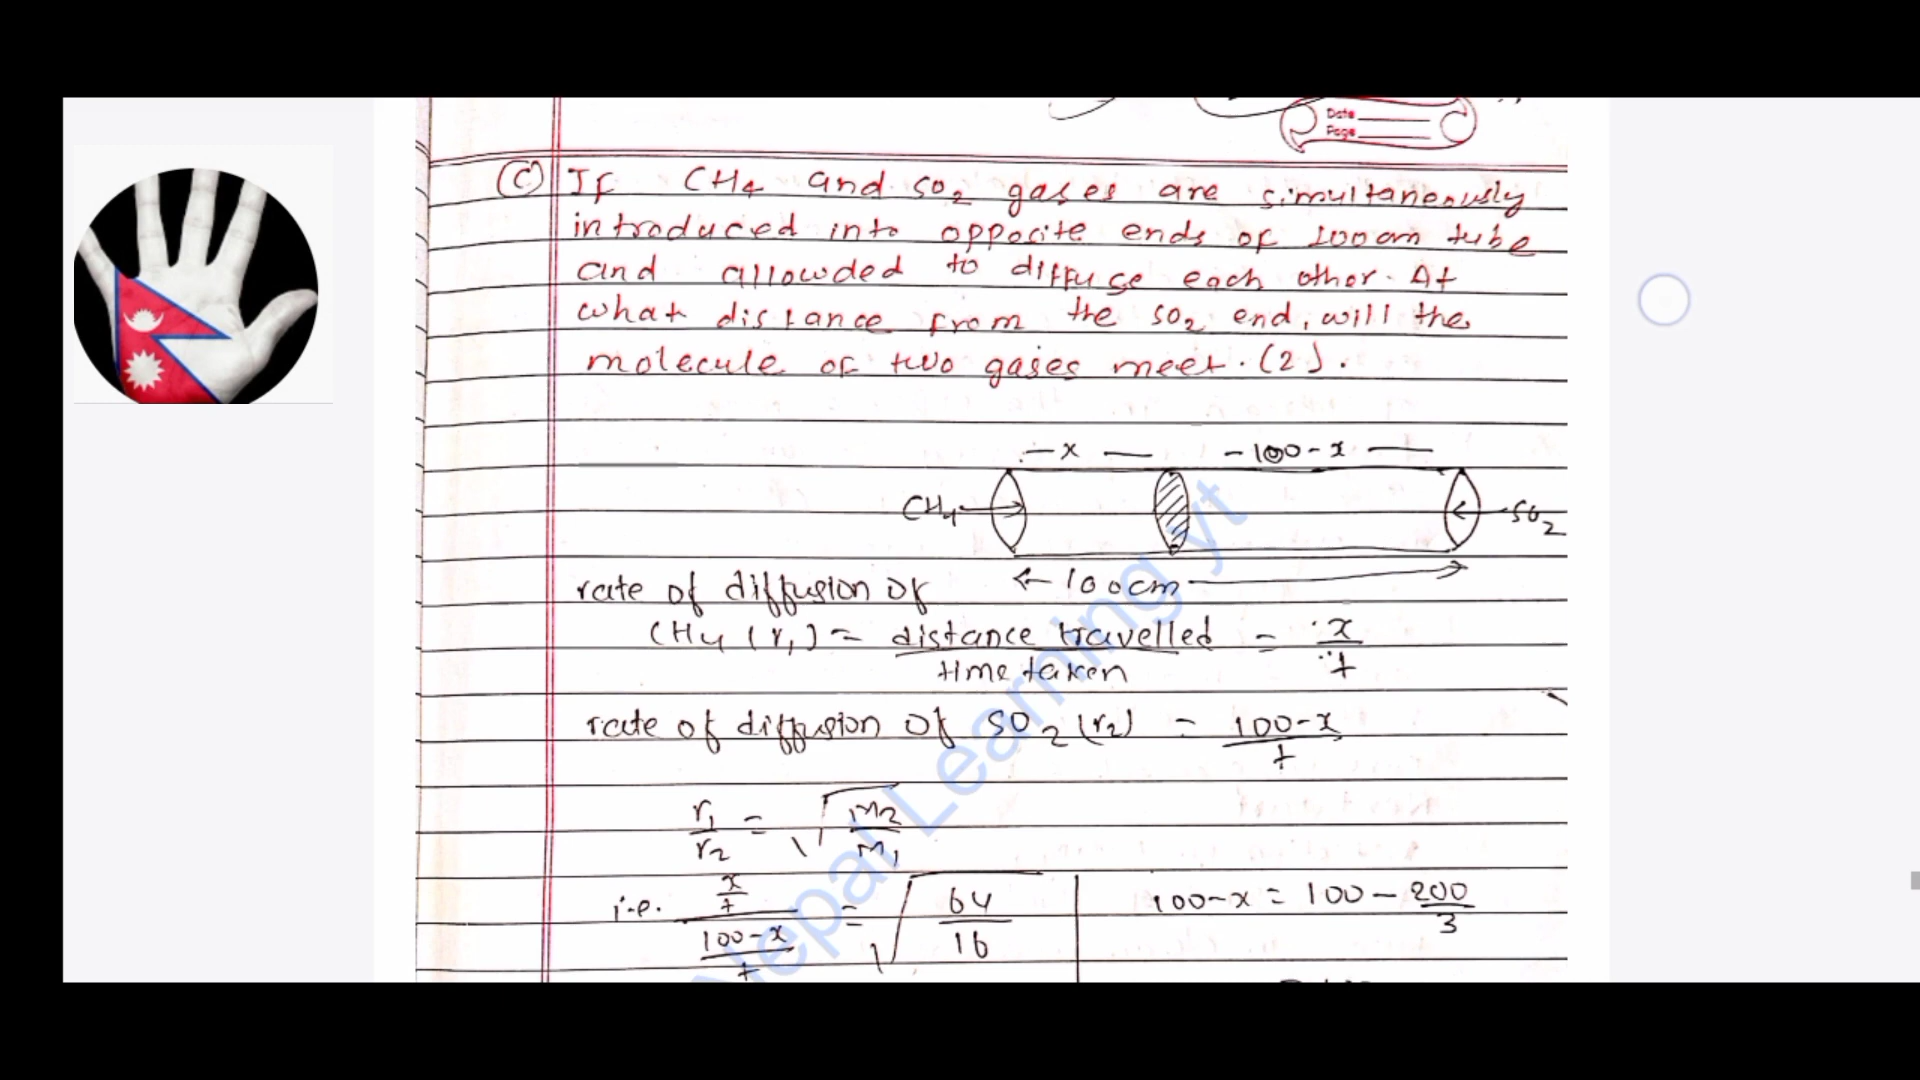 Date
Page
(C) If CH4 and SO2 gases are simultaneously
introduced into opposite ends of 100cm tube
and allowded to diffuse each other. At
what distance from the SO2 end, will the
molecule of two gases meet. (2).
-x — -100-x —
CH4 SO2
100cm
rate of diffusion of
CH4 (r1) = distance travelled / time taken = x/t
rate of diffusion of SO2 (r2) = 100-x / t
r1/r2 = √M2/M1
i.e. x/t / 100-x/t = √64/16
100-x = 100 - 200/3
Nepal Learning yt